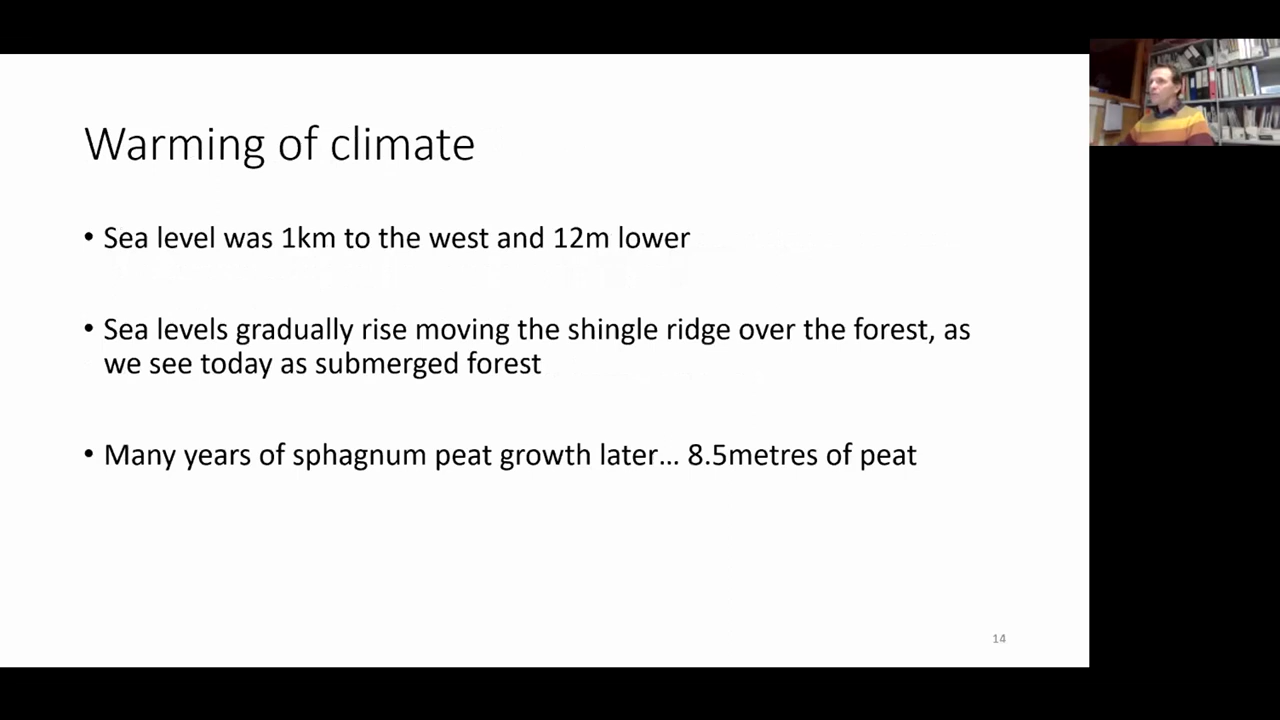 Warming of climate
• Sea level was 1km to the west and 12m lower
• Sea levels gradually rise moving the shingle ridge over the forest, as
we see today as submerged forest
• Many years of sphagnum peat growth later... 8.5metres of peat
14